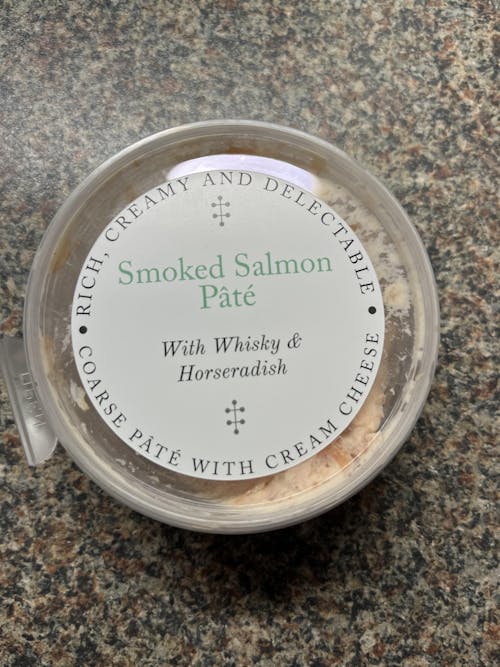 RICH, CREAMY AND DELECTABLE
Smoked Salmon
Pâté
With Whisky &
Horseradish
COARSE PÂTÉ WITH CREAM CHEESE